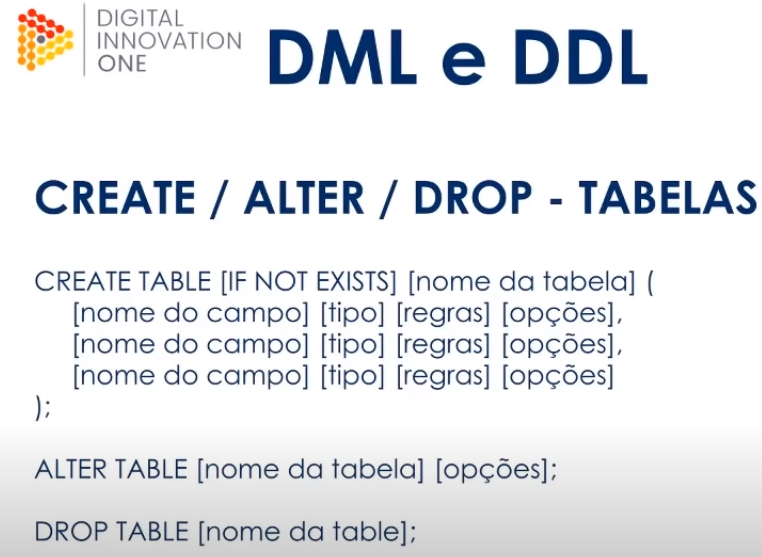 DIGITAL
INNOVATION
ONE
DML e DDL
CREATE / ALTER / DROP - TABELAS
CREATE TABLE [IF NOT EXISTS] [nome da tabela] (
[nome do campo] [tipo] [regras] [opções],
[nome do campo] [tipo] [regras] [opções],
[nome do campo] [tipo] [regras] [opções]
);
ALTER TABLE [nome da tabela] [opções];
DROP TABLE [nome da table];